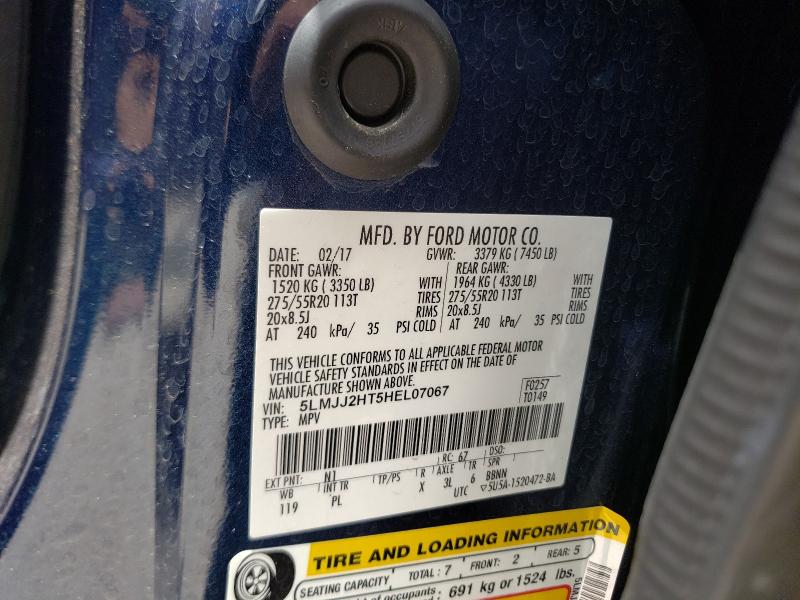 MFD. BY FORD MOTOR CO.
DATE: 02/17 GVWR: 3379 KG ( 7450 LB)
FRONT GAWR: REAR GAWR:
1520 KG ( 3350 LB) WITH 1964 KG ( 4330 LB) WITH
275/55R20 113T TIRES 275/55R20 113T TIRES
20x8.5J RIMS 20x8.5J RIMS
AT 240 kPa/ 35 PSI COLD AT 240 kPa/ 35 PSI COLD
THIS VEHICLE CONFORMS TO ALL APPLICABLE FEDERAL MOTOR
VEHICLE SAFETY STANDARDS IN EFFECT ON THE DATE OF
MANUFACTURE SHOWN ABOVE.
VIN: 5LMJJ2HT5HEL07067 F0257
TYPE: MPV T0149
EXT PNT: N1 RC: 67 DSO:
WB INT TR TP/PS R AXLE TR SPR
119 PL X 3L 6 BBNN
UTC ▽5U5A-1520472-BA
TIRE AND LOADING INFORMATION
SEATING CAPACITY TOTAL : 7 FRONT: 2 REAR: 5
of occupants 691 kg or 1524 lbs.